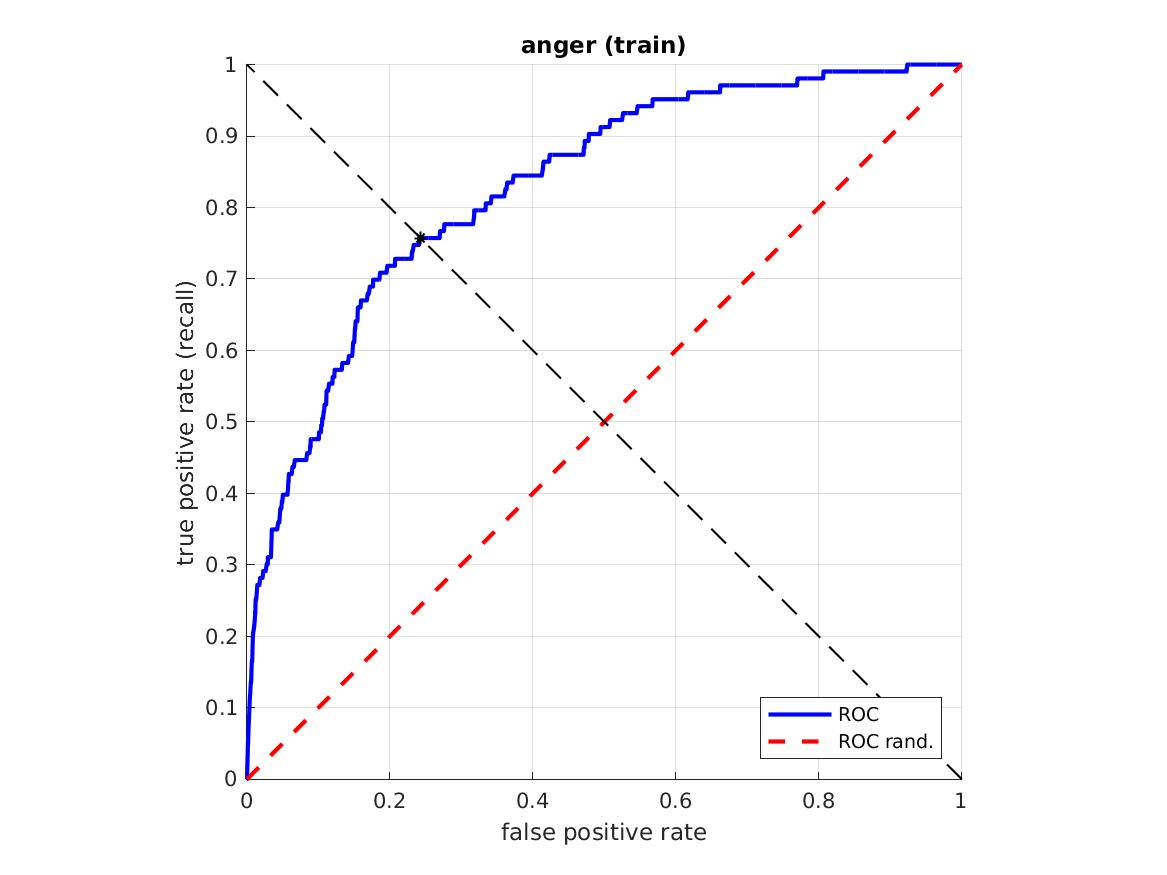 anger (train)
1
0.9
0.8
0.7
0.6
0.5
0.4
0.3
0.2
0.1
0
true positive rate (recall)
ROC
ROC rand.
0 0.2 0.4 0.6 0.8 1
false positive rate